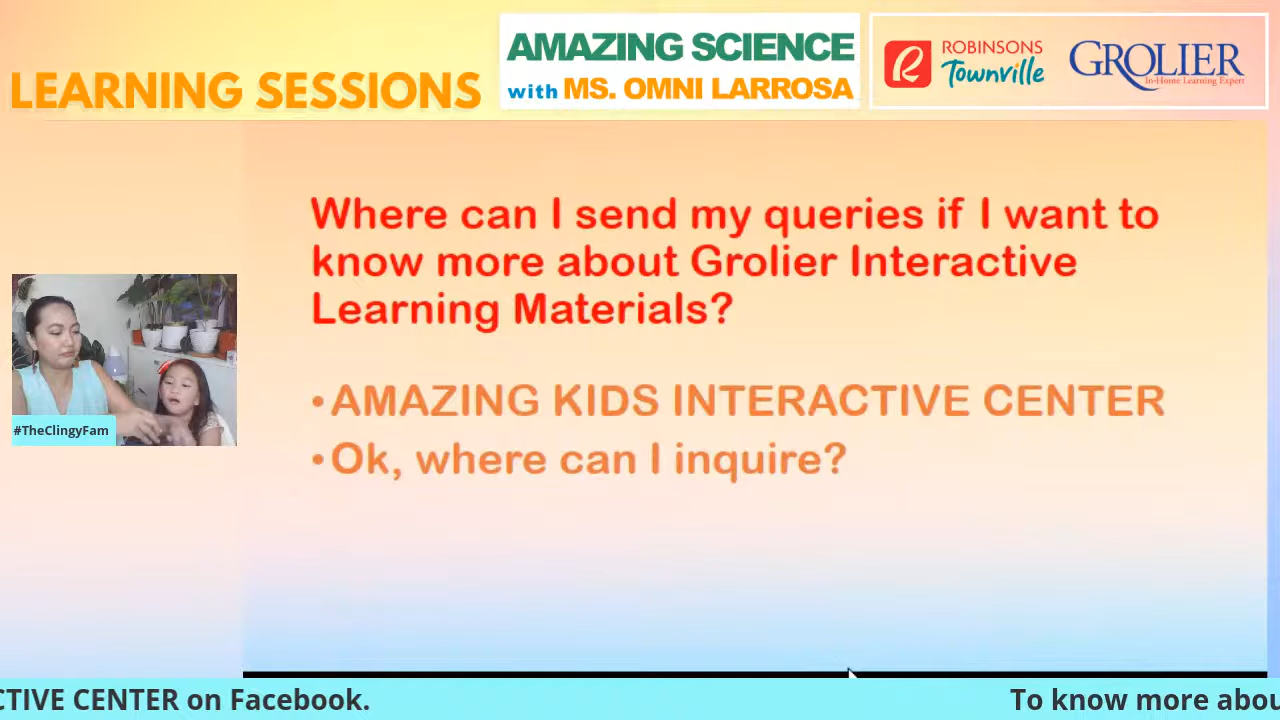 LEARNING SESSIONS
AMAZING SCIENCE
with MS. OMNI LARROSA
R ROBINSONS
Townville
GROLIER
In-Home Learning Expert
Where can I send my queries if I want to
know more about Grolier Interactive
Learning Materials?
•AMAZING KIDS INTERACTIVE CENTER
•Ok, where can I inquire?
#TheClingyFam
CTIVE CENTER on Facebook.
To know more abou